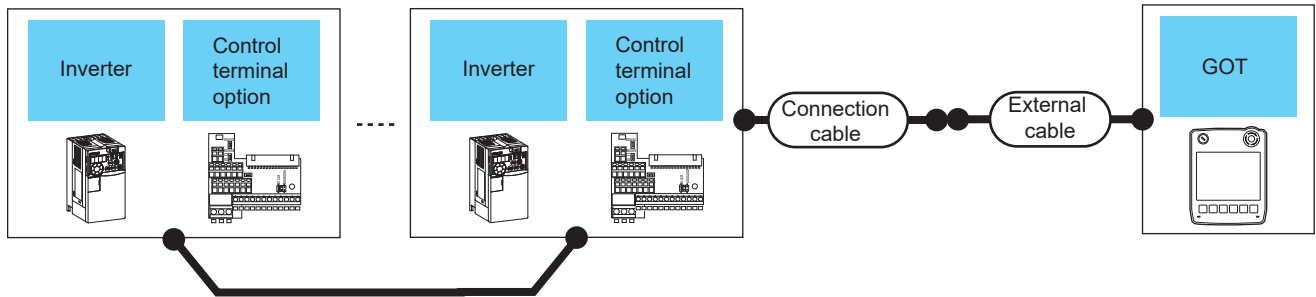 Inverter
Control
terminal
option
Inverter
Control
terminal
option
Connection
cable
External
cable
GOT